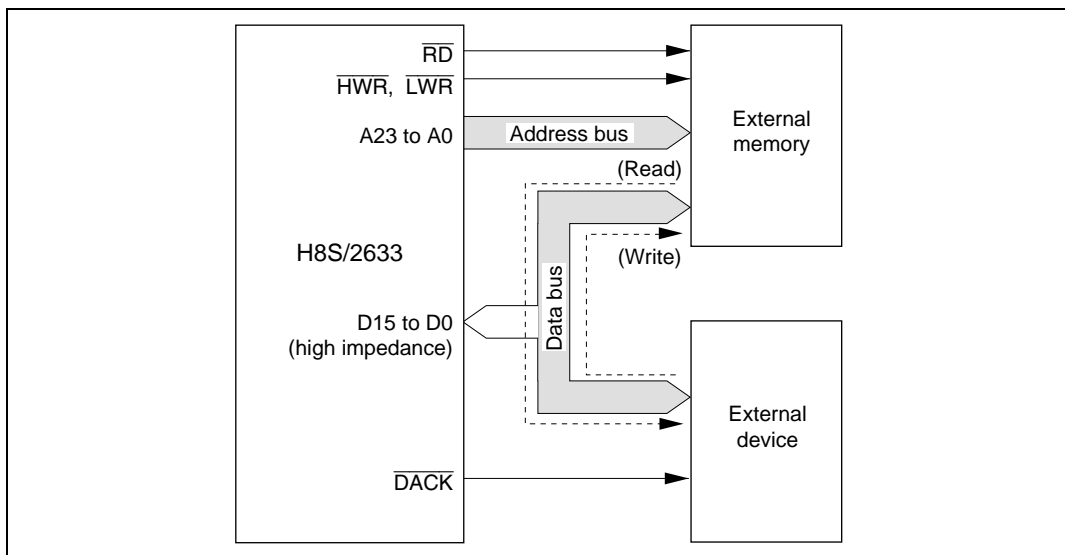 RD
HWR, LWR
A23 to A0
Address bus
External
memory
(Read)
H8S/2633
(Write)
Data bus
D15 to D0
(high impedance)
External
device
DACK